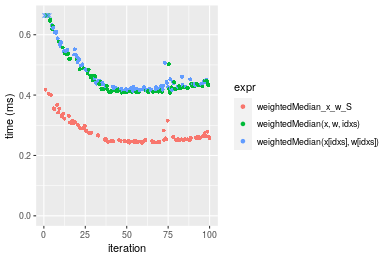 time (ms)
0.6
0.4
0.2
0.0
0
25
50
75
100
iteration
expr
weightedMedian_x_w_S
weightedMedian(x, w, idxs)
weightedMedian(x[idxs], w[idxs])